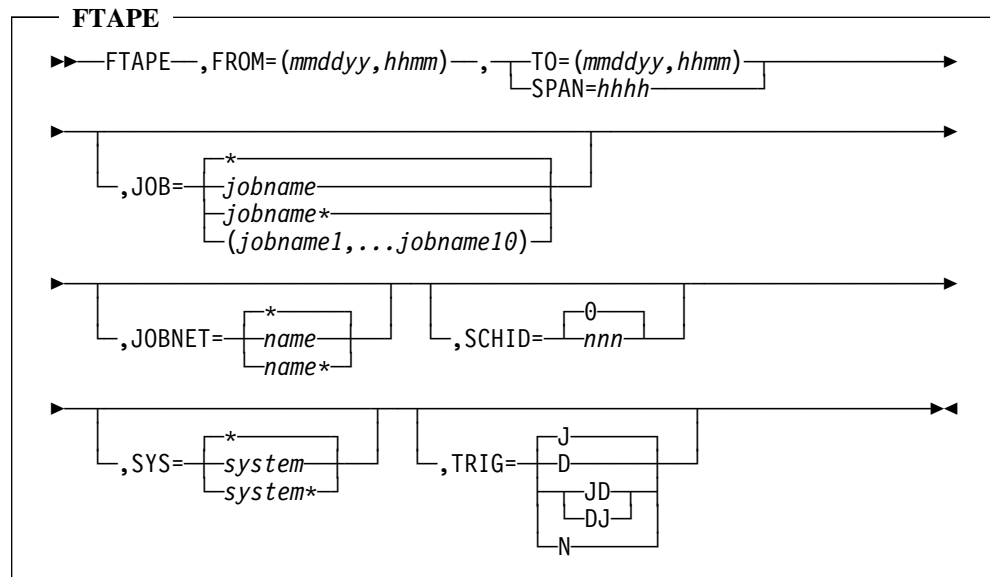 FTAPE
FTAPE ,FROM=(mmddyy,hhmm) , TO=(mmddyy,hhmm)
SPAN=hhhh
*
,JOB= jobname
jobname*
(jobname1,...jobname10)
* 0
,JOBNET= name ,SCHID= nnn
name*
* J
,SYS= system ,TRIG= D
system* JD
DJ
N